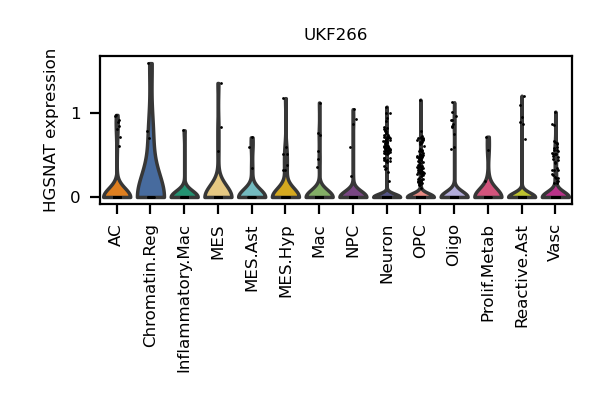 UKF266
HGSNAT expression
1
0
AC
Chromatin.Reg
Inflammatory.Mac
MES
MES.Ast
MES.Hyp
Mac
NPC
Neuron
OPC
Oligo
Prolif.Metab
Reactive.Ast
Vasc